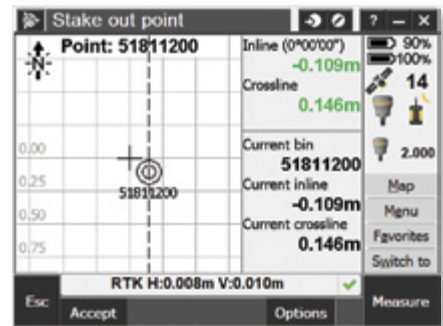 Stake out point ? – ×
Point: 51811200
N
Inline (0°00'00")
-0.109m
Crossline
0.146m
90%
100%
14
2.000
0.00
0.25
0.50
0.75
51811200
Current bin
51811200
Current inline
-0.109m
Current crossline
0.146m
Map
Menu
Favorites
Switch to
RTK H:0.008m V:0.010m
Esc
Accept
Options
Measure